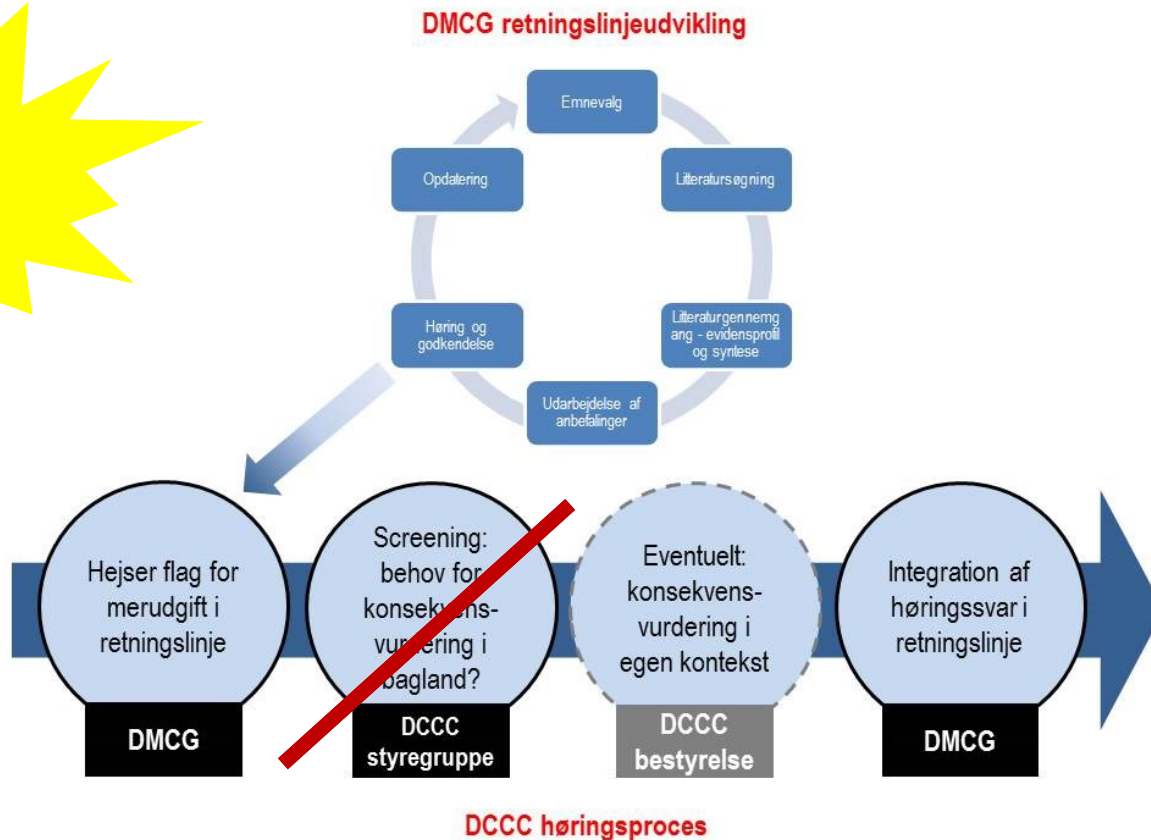 DMCG retningslinjeudvikling
Emnevalg
Litteratursøgning
Litteraturgennemg
ang - evidensprofil
og syntese
Udarbejdelse af
anbefalinger
Høring og
godkendelse
Opdatering
Hejser flag for
merudgift i
retningslinje
DMCG
Screening:
behov for
konsekvens-
vurdering i
bagland?
DCCC
styregruppe
Eventuelt:
konsekvens-
vurdering i
egen kontekst
DCCC
bestyrelse
Integration af
høringssvar i
retningslinje
DMCG
DCCC høringsproces